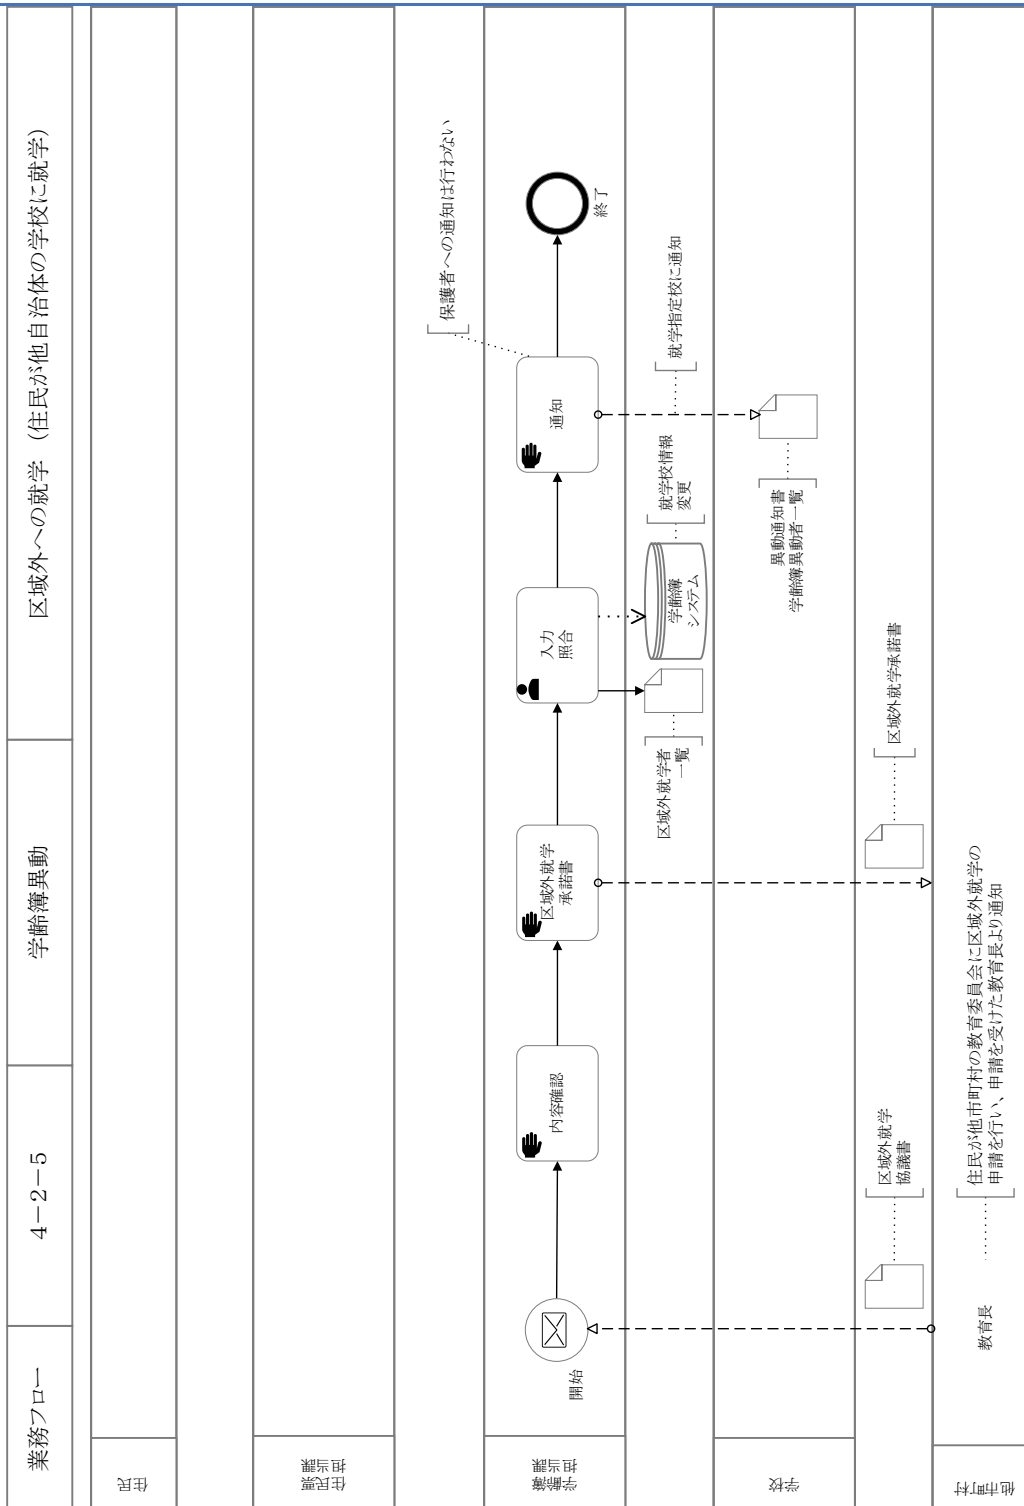 業務フロー
4－2－5
学齢簿異動
区域外への就学 （住民が他自治体の学校に就学）
住民
住民票
担当課
学齢簿
担当課
保護者への通知は行わない
開始
内容確認
区域外就学
承諾書
入力
照合
通知
終了
区域外就学者
一覧
学齢簿
システム
就学校情報
変更
就学指定校に通知
学校
異動通知書
学齢簿異動者一覧
区域外就学
協議書
区域外就学承諾書
他市町村
教育長
住民が他市町村の教育委員会に区域外就学の
申請を行い、申請を受けた教育長より通知